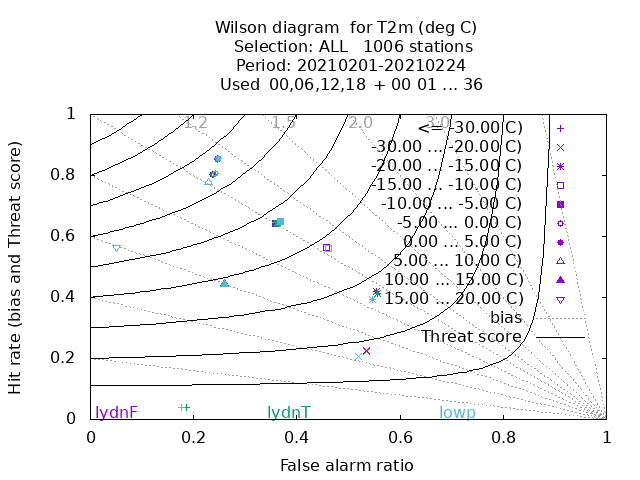 Wilson diagram for T2m (deg C)
Selection: ALL 1006 stations
Period: 20210201-20210224
Used 00,06,12,18 + 00 01 ... 36
Hit rate (bias and Threat score)
1
0.8
0.6
0.4
0.2
0
1.2 1.5 2.0 3.0
<= -30.00 C)
-30.00 ... -20.00 C)
-20.00 ... -15.00 C)
-15.00 ... -10.00 C)
-10.00 ... -5.00 C)
-5.00 ... 0.00 C)
0.00 ... 5.00 C)
5.00 ... 10.00 C)
10.00 ... 15.00 C)
15.00 ... 20.00 C)
bias
Threat score
lydnF lydnT lowp
0 0.2 0.4 0.6 0.8 1
False alarm ratio